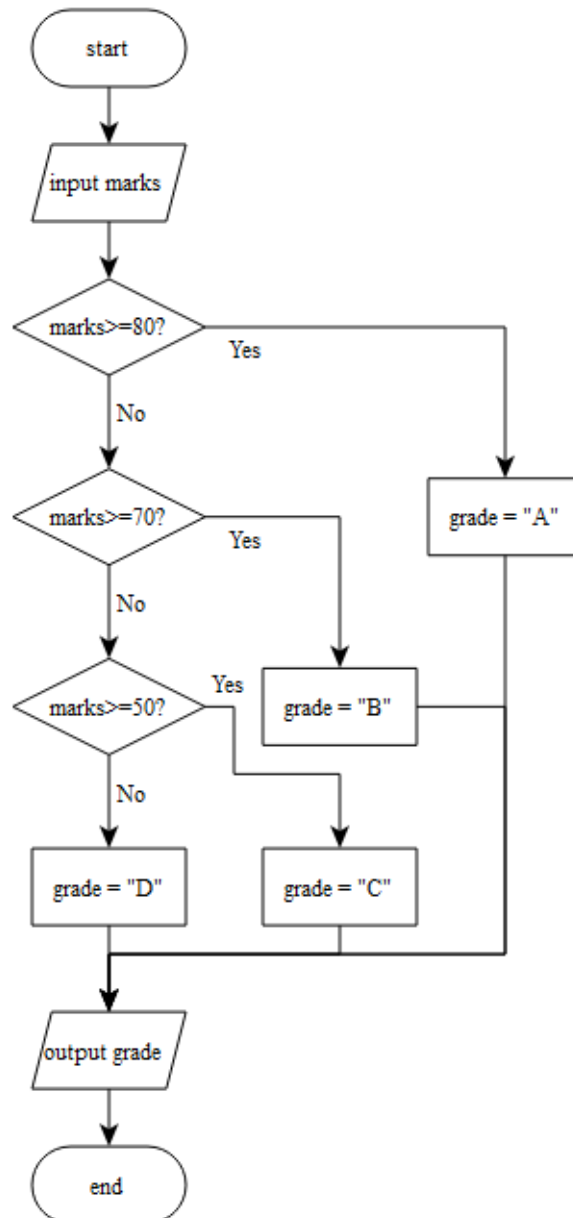 start
input marks
marks>=80?
Yes
No
marks>=70?
Yes
grade = "A"
No
marks>=50?
Yes
grade = "B"
No
grade = "D"
grade = "C"
output grade
end